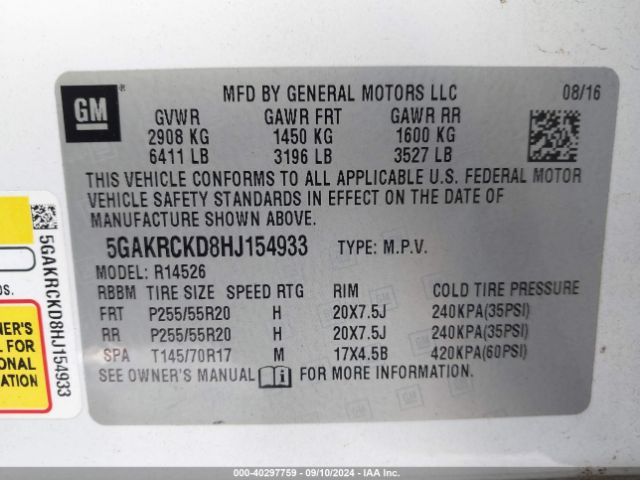 GM
MFD BY GENERAL MOTORS LLC 08/16
GVWR GAWR FRT GAWR RR
2908 KG 1450 KG 1600 KG
6411 LB 3196 LB 3527 LB
THIS VEHICLE CONFORMS TO ALL APPLICABLE U.S. FEDERAL MOTOR
VEHICLE SAFETY STANDARDS IN EFFECT ON THE DATE OF
MANUFACTURE SHOWN ABOVE.
5GAKRCKD8HJ154933 TYPE: M.P.V.
MODEL: R14526
RBBM TIRE SIZE SPEED RTG RIM COLD TIRE PRESSURE
FRT P255/55R20 H 20X7.5J 240KPA(35PSI)
RR P255/55R20 H 20X7.5J 240KPA(35PSI)
SPA T145/70R17 M 17X4.5B 420KPA(60PSI)
SEE OWNER'S MANUAL FOR MORE INFORMATION.
5GAKRCKD8HJ154933
000-40297759 - 09/10/2024 - IAA Inc.